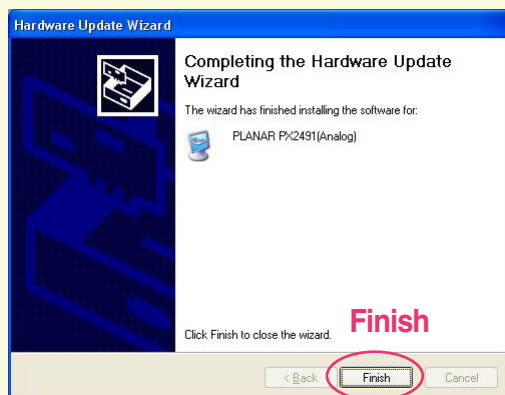 Hardware Update Wizard
Completing the Hardware Update
Wizard
The wizard has finished installing the software for:
PLANAR PX2491(Analog)
Finish
Click Finish to close the wizard.
< Back
Finish
Cancel